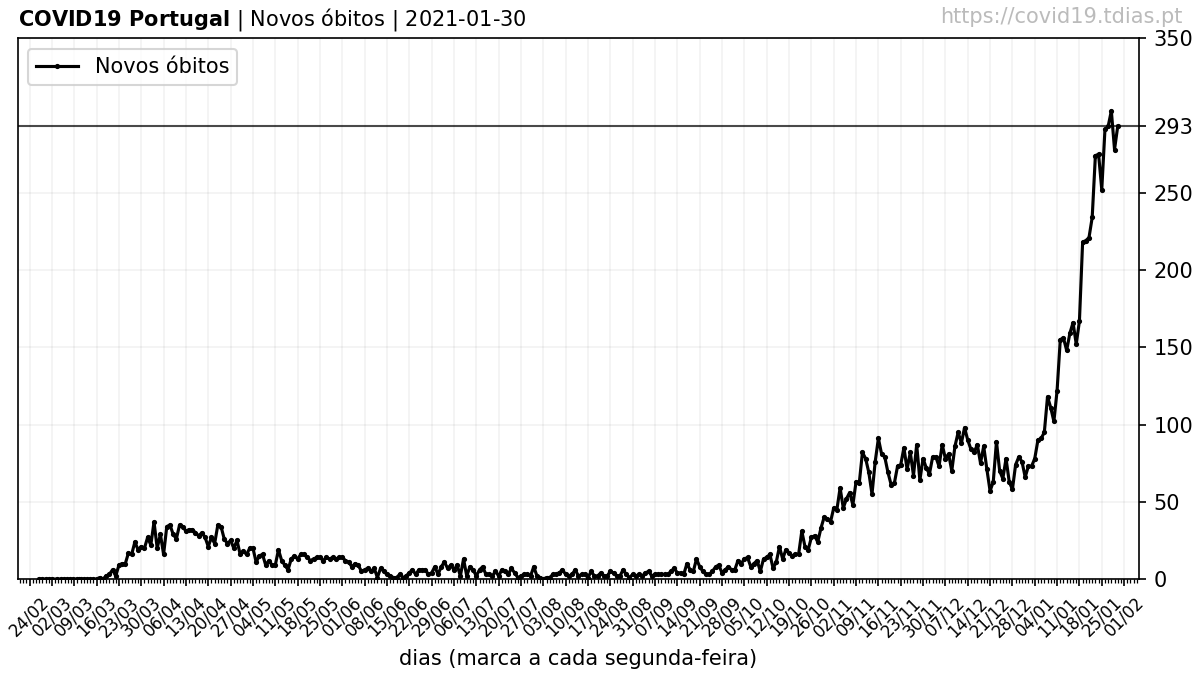 COVID19 Portugal | Novos óbitos | 2021-01-30
https://covid19.tdias.pt
Novos óbitos
350
293
250
200
150
100
50
0
24/02 02/03 09/03 16/03 23/03 30/03 06/04 13/04 20/04 27/04 04/05 11/05 18/05 25/05 01/06 08/06 15/06 22/06 29/06 06/07 13/07 20/07 27/07 03/08 10/08 17/08 24/08 31/08 07/09 14/09 21/09 28/09 05/10 12/10 19/10 26/10 02/11 09/11 16/11 23/11 30/11 07/12 14/12 21/12 28/12 04/01 11/01 18/01 25/01 01/02
dias (marca a cada segunda-feira)